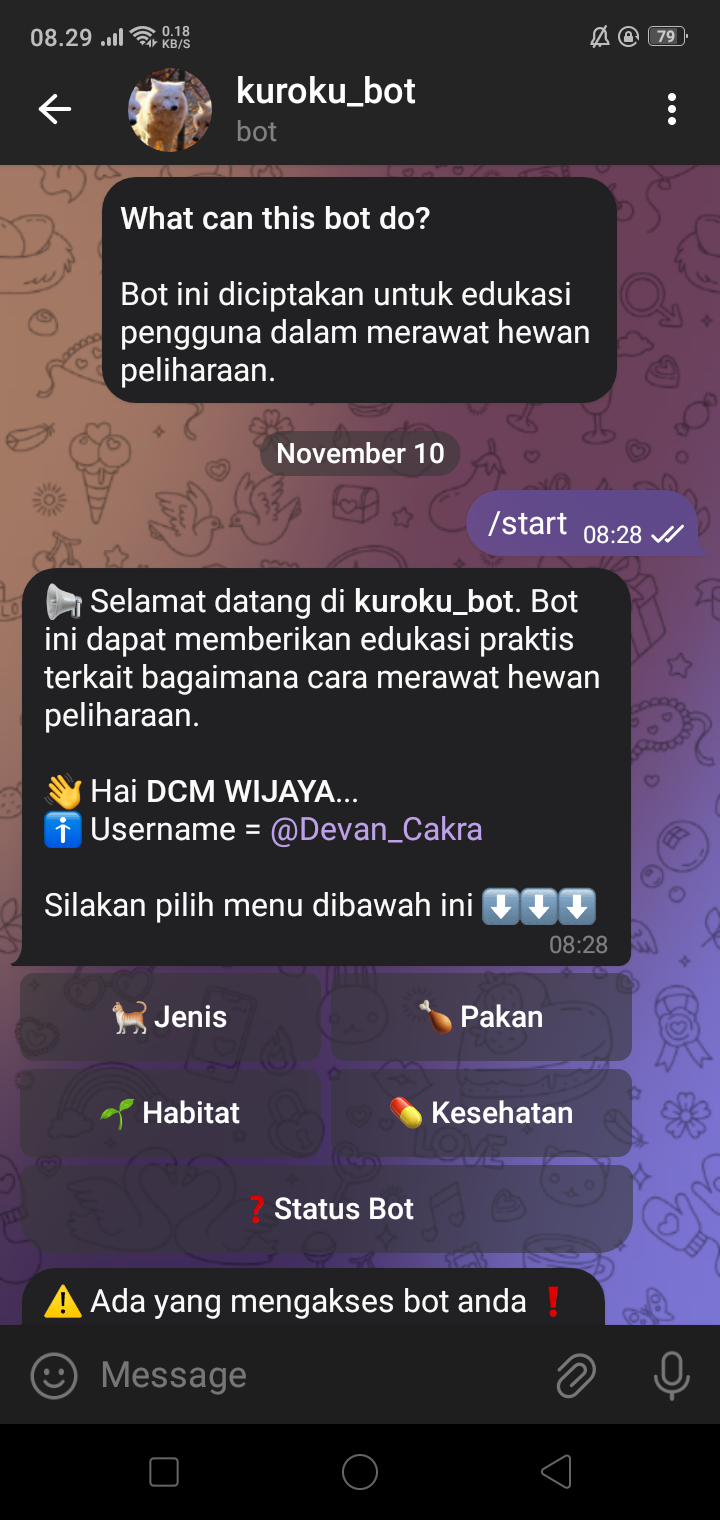 08.29 0.18 KB/S 79
kuroku_bot
bot
What can this bot do?
Bot ini diciptakan untuk edukasi
pengguna dalam merawat hewan
peliharaan.
November 10
/start 08:28
📢 Selamat datang di kuroku_bot. Bot
ini dapat memberikan edukasi praktis
terkait bagaimana cara merawat hewan
peliharaan.
👋 Hai DCM WIJAYA...
🚹 Username = @Devan_Cakra
Silakan pilih menu dibawah ini ⬇️⬇️⬇️
08:28
🐈 Jenis
🍗 Pakan
🌱 Habitat
💊 Kesehatan
❓ Status Bot
⚠️ Ada yang mengakses bot anda ❗
Message